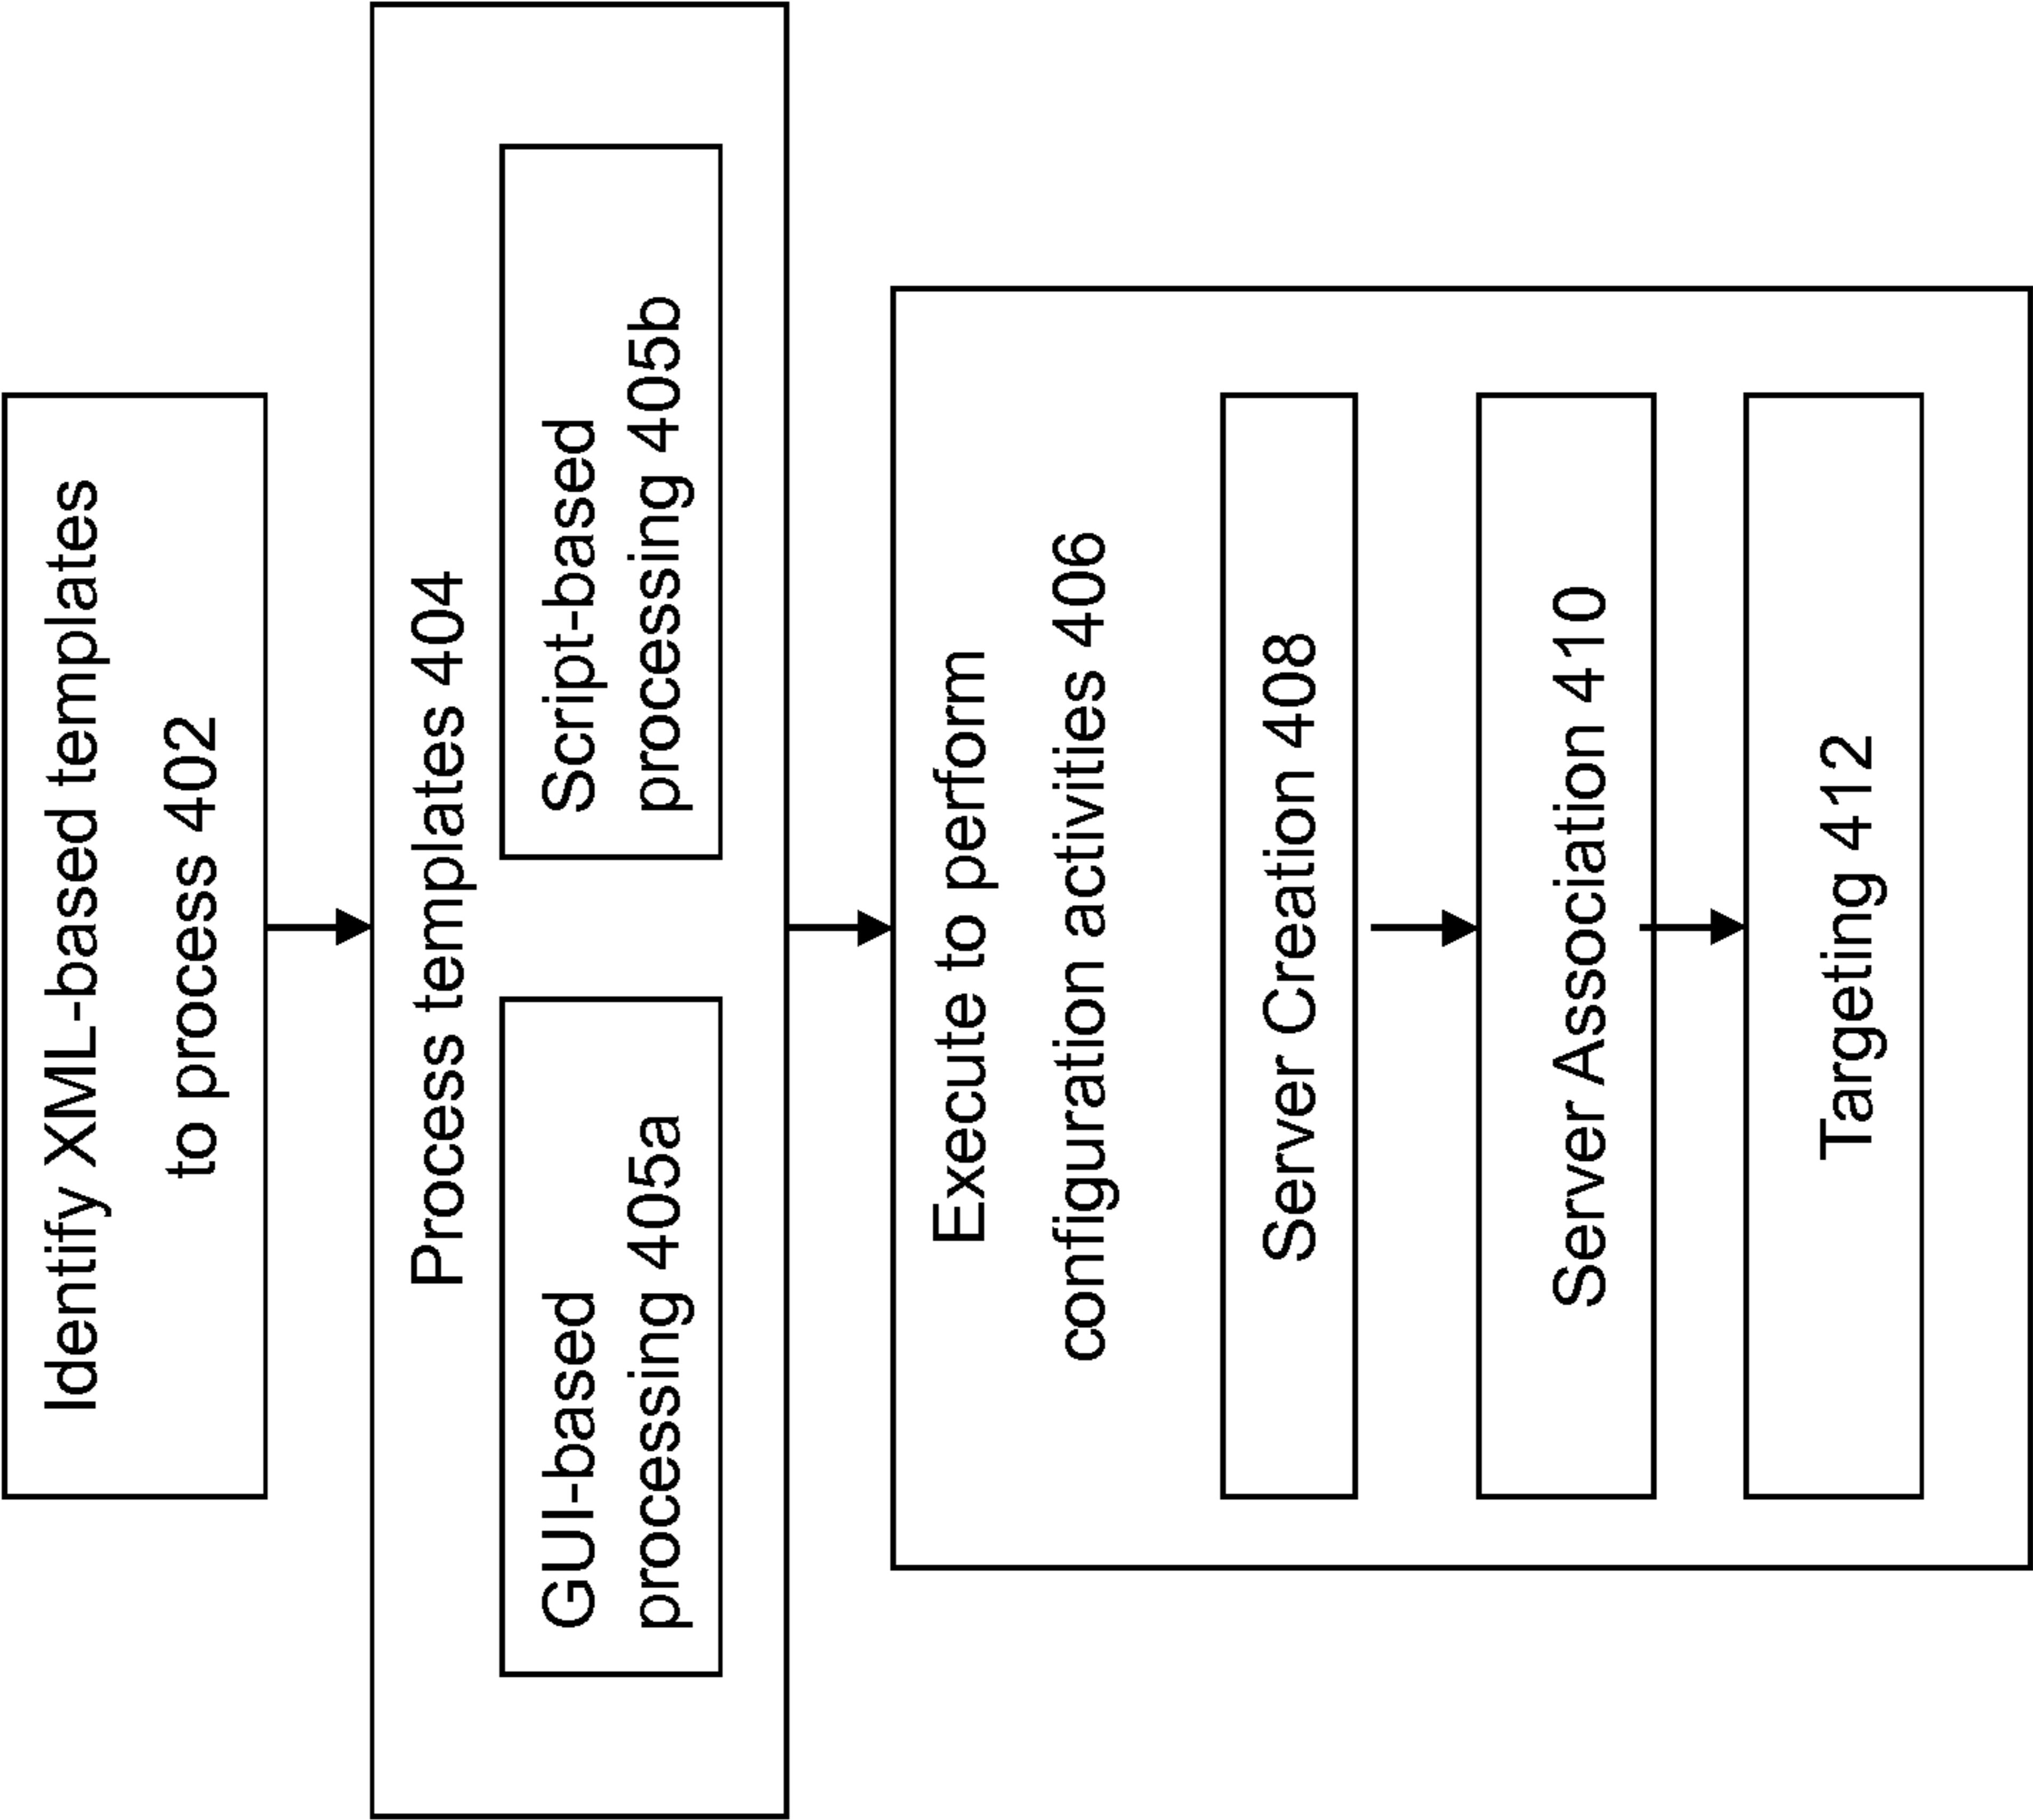 Identify XML-based templates
to process 402
Process templates 404
GUI-based
processing 405a
Script-based
processing 405b
Execute to perform
configuration activities 406
Server Creation 408
Server Association 410
Targeting 412